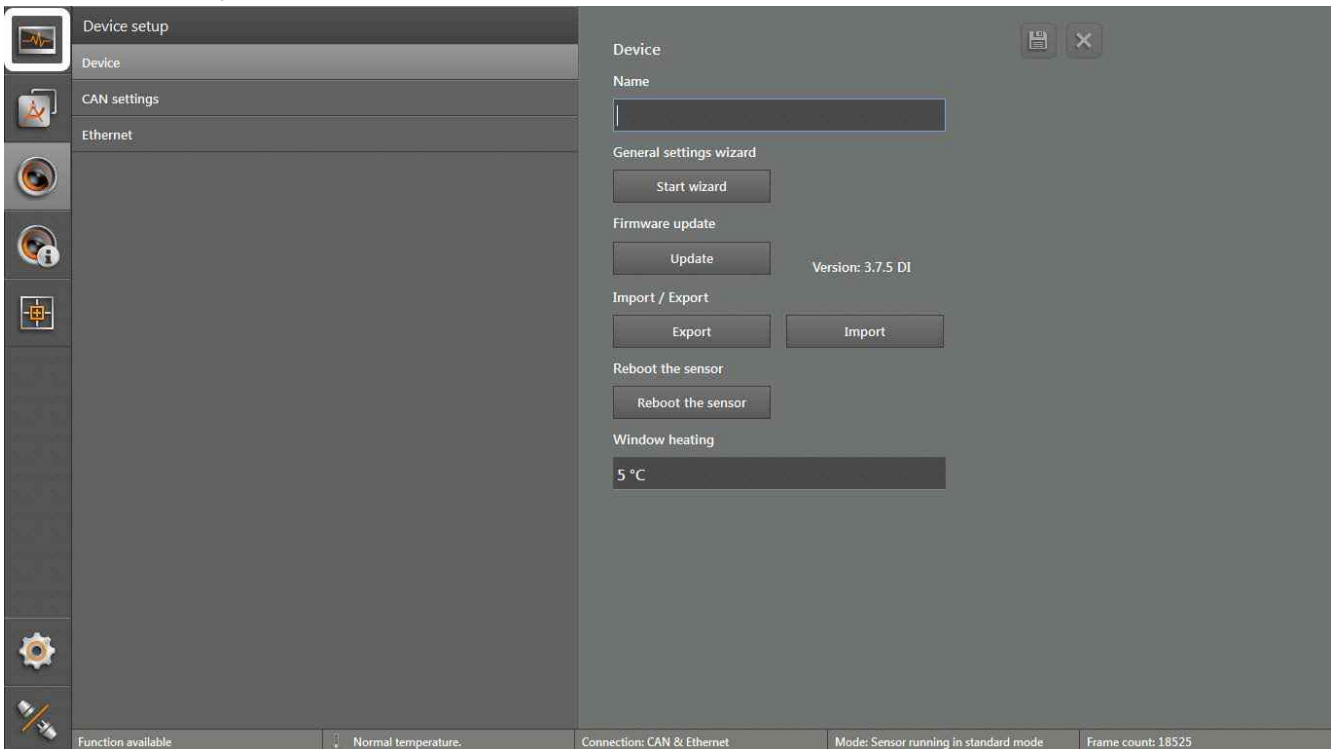 Device setup
Device
CAN settings
Ethernet
Device
Name
General settings wizard
Start wizard
Firmware update
Update
Version: 3.7.5 DI
Import / Export
Export
Import
Reboot the sensor
Reboot the sensor
Window heating
5 °C
Function available
Normal temperature.
Connection: CAN & Ethernet
Mode: Sensor running in standard mode
Frame count: 18525